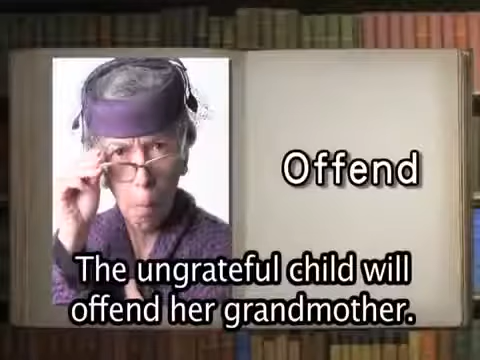 Offend
The ungrateful child will
offend her grandmother.